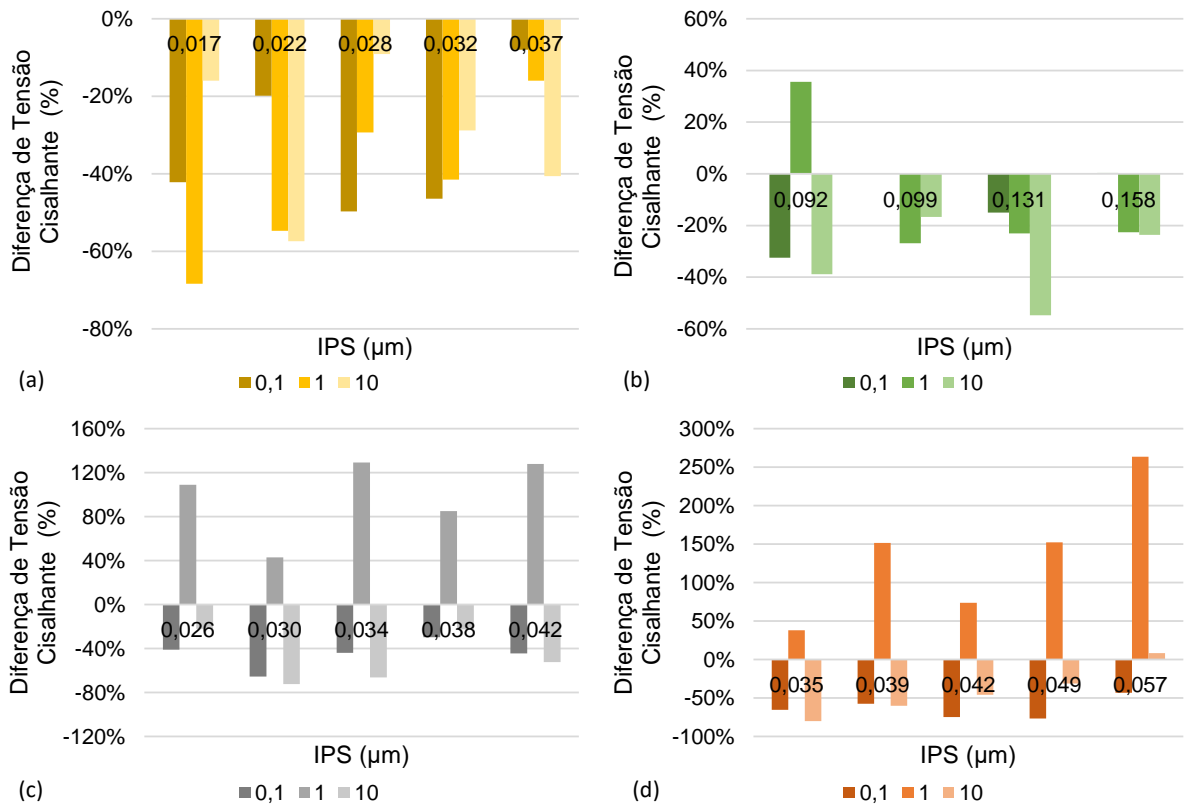 0%
-20%
-40%
-60%
-80%
Diferença de Tensão
Cisalhante (%)
0,017 0,022 0,028 0,032 0,037
IPS (µm)
(a)
0,1 1 10
60%
40%
20%
0%
-20%
-40%
-60%
Diferença de Tensão
Cisalhante (%)
0,092 0,099 0,131 0,158
IPS (µm)
(b)
0,1 1 10
160%
120%
80%
40%
0%
-40%
-80%
-120%
Diferença de Tensão
Cisalhante (%)
0,026 0,030 0,034 0,038 0,042
IPS (µm)
(c)
0,1 1 10
300%
250%
200%
150%
100%
50%
0%
-50%
-100%
Diferença de Tensão
Cisalhante (%)
0,035 0,039 0,042 0,049 0,057
IPS (µm)
(d)
0,1 1 10